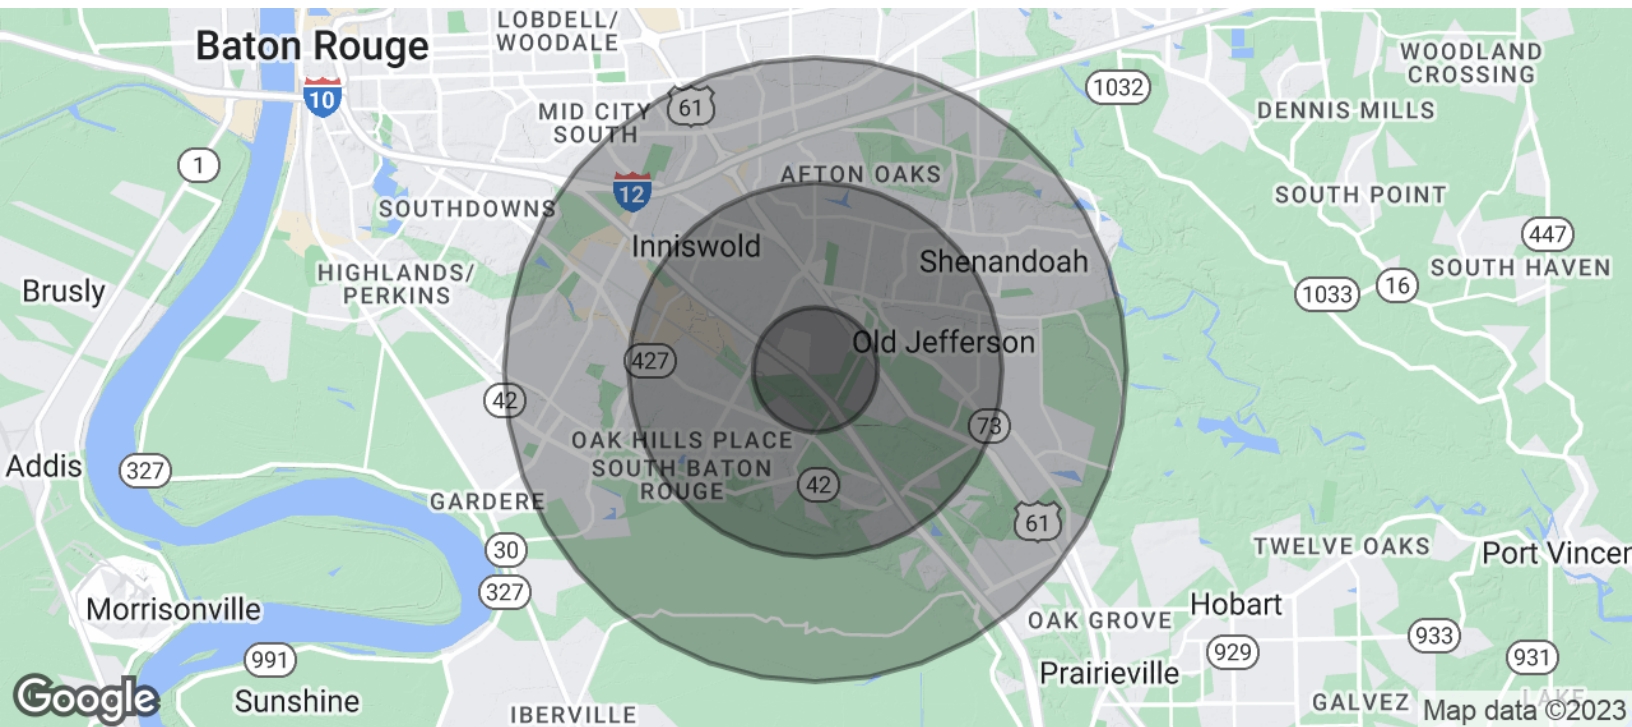 LOBDELL/
WOODALE
Baton Rouge
WOODLAND
CROSSING
10
61
1032
MID CITY
SOUTH
DENNIS MILLS
1
12
AFTON OAKS
SOUTHDOWNS
SOUTH POINT
447
Inniswold
Shenandoah
SOUTH HAVEN
HIGHLANDS/
PERKINS
Brusly
1033
16
Old Jefferson
427
42
73
OAK HILLS PLACE
SOUTH BATON
ROUGE
Addis
327
42
GARDERE
61
30
TWELVE OAKS
Port Vincen
327
Morrisonville
Hobart
OAK GROVE
933
929
931
991
Prairieville
Sunshine
GALVEZ
LAKE
IBERVILLE
Google
Map data ©2023